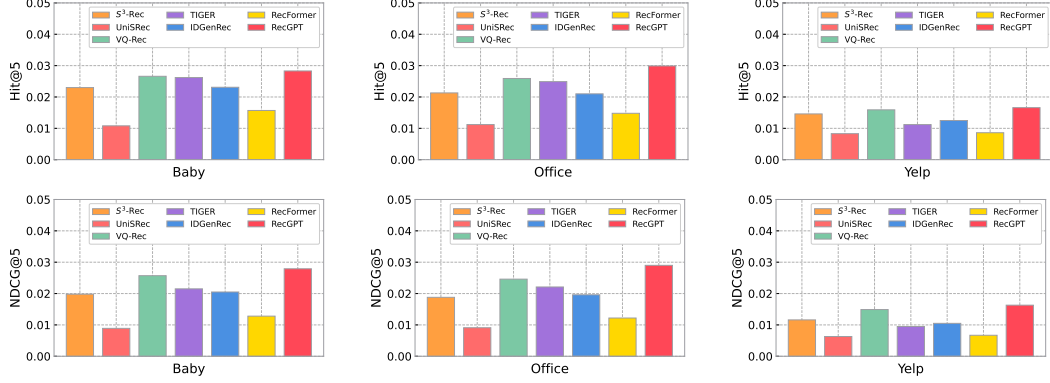 0.05
0.04
0.03
0.02
0.01
0.00
Hit@5
S³-Rec TIGER RecFormer
UniSRec IDGenRec RecGPT
VQ-Rec
Baby
0.05
0.04
0.03
0.02
0.01
0.00
Hit@5
S³-Rec TIGER RecFormer
UniSRec IDGenRec RecGPT
VQ-Rec
Office
0.05
0.04
0.03
0.02
0.01
0.00
Hit@5
S³-Rec TIGER RecFormer
UniSRec IDGenRec RecGPT
VQ-Rec
Yelp
0.05
0.04
0.03
0.02
0.01
0.00
NDCG@5
S³-Rec TIGER RecFormer
UniSRec IDGenRec RecGPT
VQ-Rec
Baby
0.05
0.04
0.03
0.02
0.01
0.00
NDCG@5
S³-Rec TIGER RecFormer
UniSRec IDGenRec RecGPT
VQ-Rec
Office
0.05
0.04
0.03
0.02
0.01
0.00
NDCG@5
S³-Rec TIGER RecFormer
UniSRec IDGenRec RecGPT
VQ-Rec
Yelp